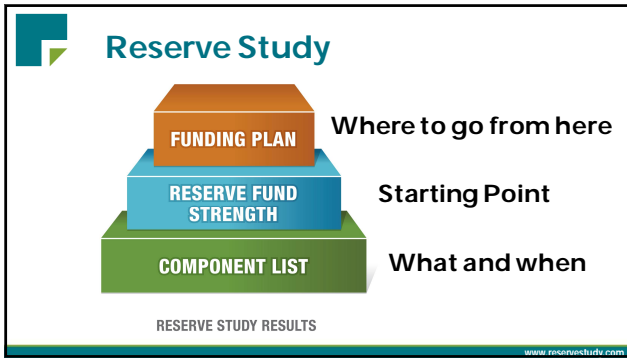 Reserve Study
FUNDING PLAN
Where to go from here
RESERVE FUND
STRENGTH
Starting Point
COMPONENT LIST
What and when
RESERVE STUDY RESULTS
www.reservestudy.com